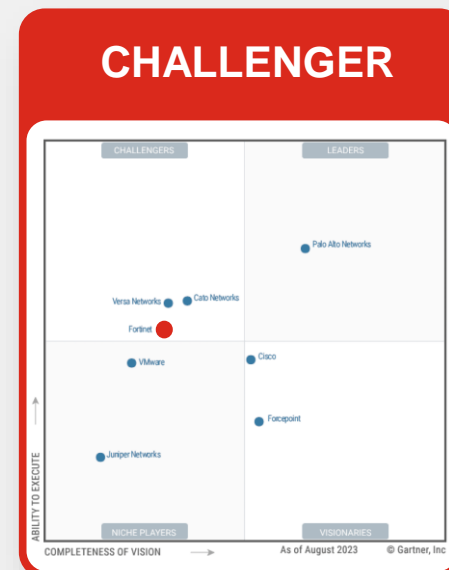 CHALLENGER
CHALLENGERS
LEADERS
Palo Alto Networks
Versa Networks
Cato Networks
Fortinet
Cisco
VMware
Forcepoint
Juniper Networks
ABILITY TO EXECUTE
NICHE PLAYERS
VISIONARIES
COMPLETENESS OF VISION
As of August 2023
© Gartner, Inc